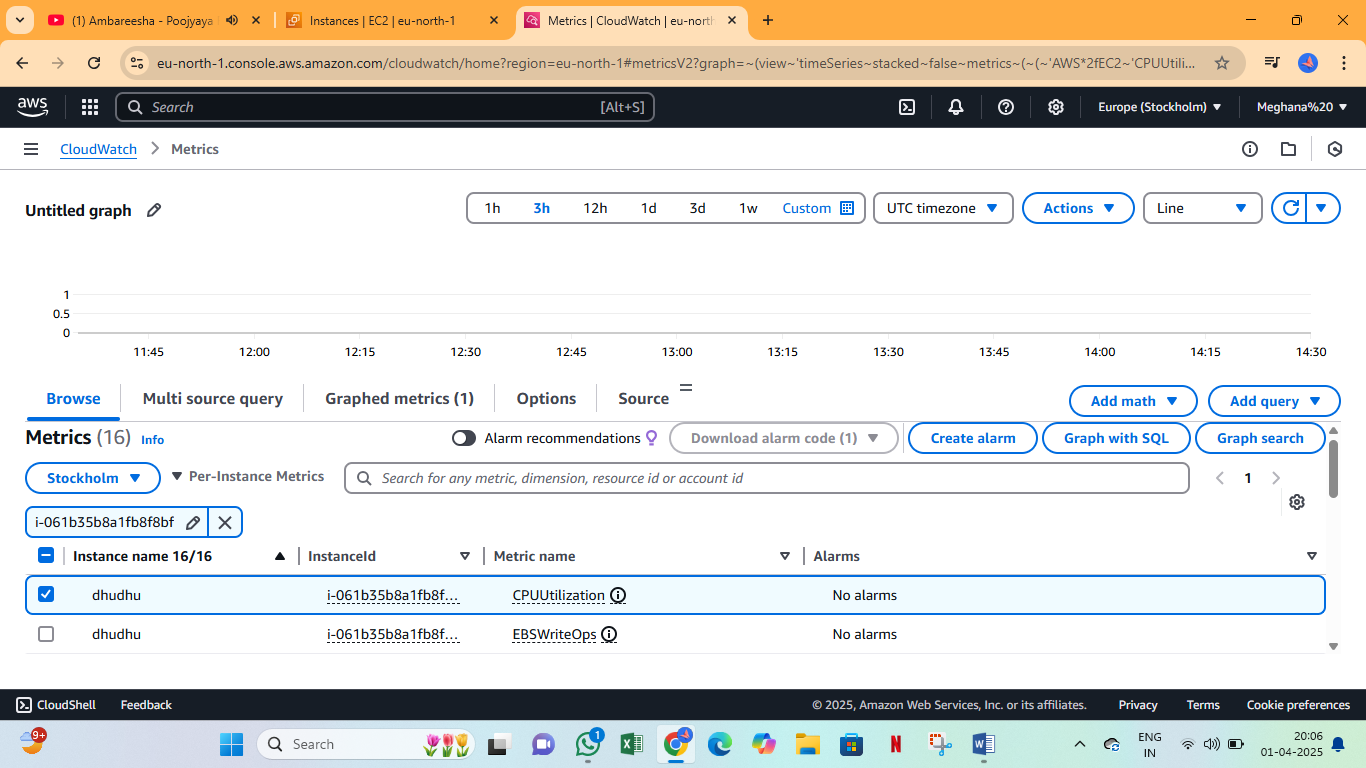 (1) Ambareesha - Poojyaya
Instances | EC2 | eu-north-1
Metrics | CloudWatch | eu-north
eu-north-1.console.aws.amazon.com/cloudwatch/home?region=eu-north-1#metricsV2?graph=~(view~'timeSeries~stacked~false~metrics~(~(~'AWS*2fEC2~'CPUUtili...
aws
Search
[Alt+S]
Europe (Stockholm)
Meghana%20
CloudWatch
Metrics
Untitled graph
1h
3h
12h
1d
3d
1w
Custom
UTC timezone
Actions
Line
1
0.5
0
11:45
12:00
12:15
12:30
12:45
13:00
13:15
13:30
13:45
14:00
14:15
14:30
Browse
Multi source query
Graphed metrics (1)
Options
Source
Add math
Add query
Metrics (16)
Info
Alarm recommendations
Download alarm code (1)
Create alarm
Graph with SQL
Graph search
Stockholm
Per-Instance Metrics
Search for any metric, dimension, resource id or account id
1
i-061b35b8a1fb8f8bf
Instance name 16/16
InstanceId
Metric name
Alarms
dhudhu
i-061b35b8a1fb8f...
CPUUtilization
No alarms
dhudhu
i-061b35b8a1fb8f...
EBSWriteOps
No alarms
CloudShell
Feedback
© 2025, Amazon Web Services, Inc. or its affiliates.
Privacy
Terms
Cookie preferences
9+
Search
1
ENG
IN
20:06
01-04-2025